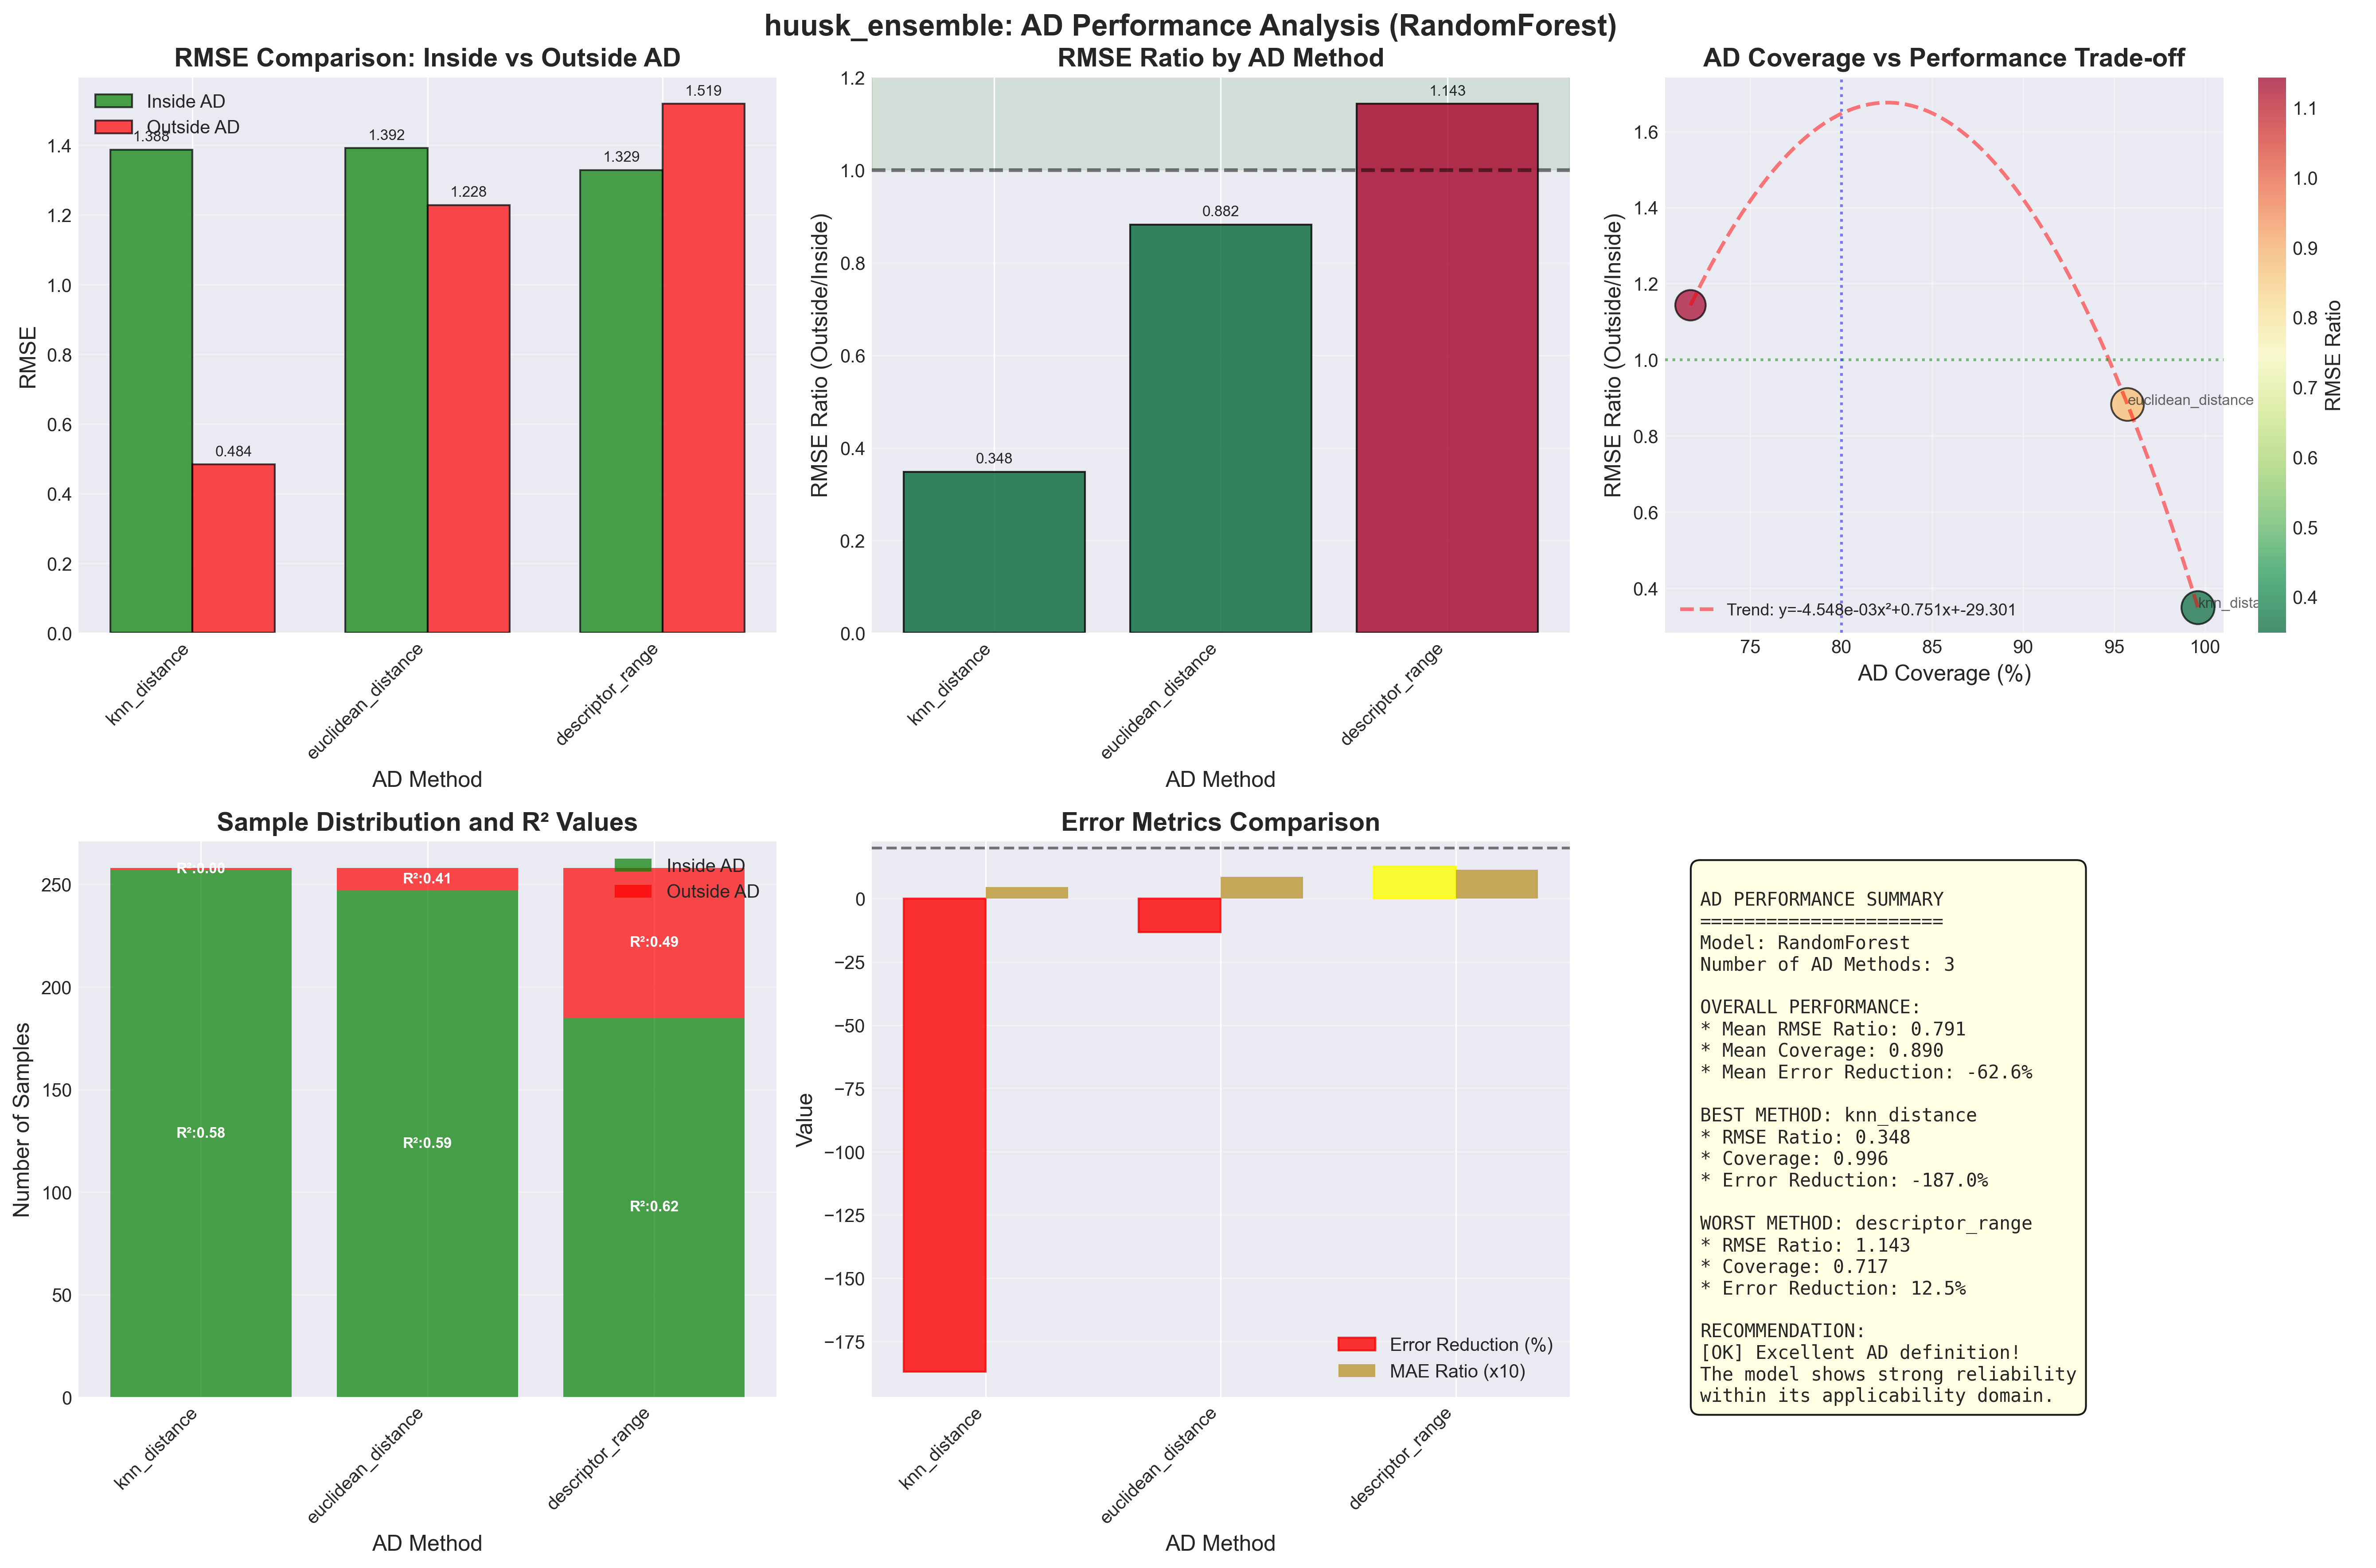 huusk_ensemble: AD Performance Analysis (RandomForest)
RMSE Comparison: Inside vs Outside AD
Inside AD
Outside AD
1.388
0.484
1.392
1.228
1.329
1.519
RMSE
0.0
0.2
0.4
0.6
0.8
1.0
1.2
1.4
knn_distance
euclidean_distance
descriptor_range
AD Method
RMSE Ratio by AD Method
0.348
0.882
1.143
RMSE Ratio (Outside/Inside)
0.0
0.2
0.4
0.6
0.8
1.0
1.2
knn_distance
euclidean_distance
descriptor_range
AD Method
AD Coverage vs Performance Trade-off
RMSE Ratio (Outside/Inside)
0.4
0.6
0.8
1.0
1.2
1.4
1.6
euclidean_distance
knn_dista
Trend: y=-4.548e-03x²+0.751x+-29.301
75
80
85
90
95
100
AD Coverage (%)
1.1
1.0
0.9
0.8
0.7
0.6
0.5
0.4
RMSE Ratio
Sample Distribution and R² Values
Inside AD
Outside AD
R²:0.00
R²:0.41
R²:0.49
R²:0.58
R²:0.59
R²:0.62
Number of Samples
0
50
100
150
200
250
knn_distance
euclidean_distance
descriptor_range
AD Method
Error Metrics Comparison
Value
0
−25
−50
−75
−100
−125
−150
−175
Error Reduction (%)
MAE Ratio (x10)
knn_distance
euclidean_distance
descriptor_range
AD Method
AD PERFORMANCE SUMMARY
======================
Model: RandomForest
Number of AD Methods: 3
OVERALL PERFORMANCE:
* Mean RMSE Ratio: 0.791
* Mean Coverage: 0.890
* Mean Error Reduction: -62.6%
BEST METHOD: knn_distance
* RMSE Ratio: 0.348
* Coverage: 0.996
* Error Reduction: -187.0%
WORST METHOD: descriptor_range
* RMSE Ratio: 1.143
* Coverage: 0.717
* Error Reduction: 12.5%
RECOMMENDATION:
[OK] Excellent AD definition!
The model shows strong reliability
within its applicability domain.